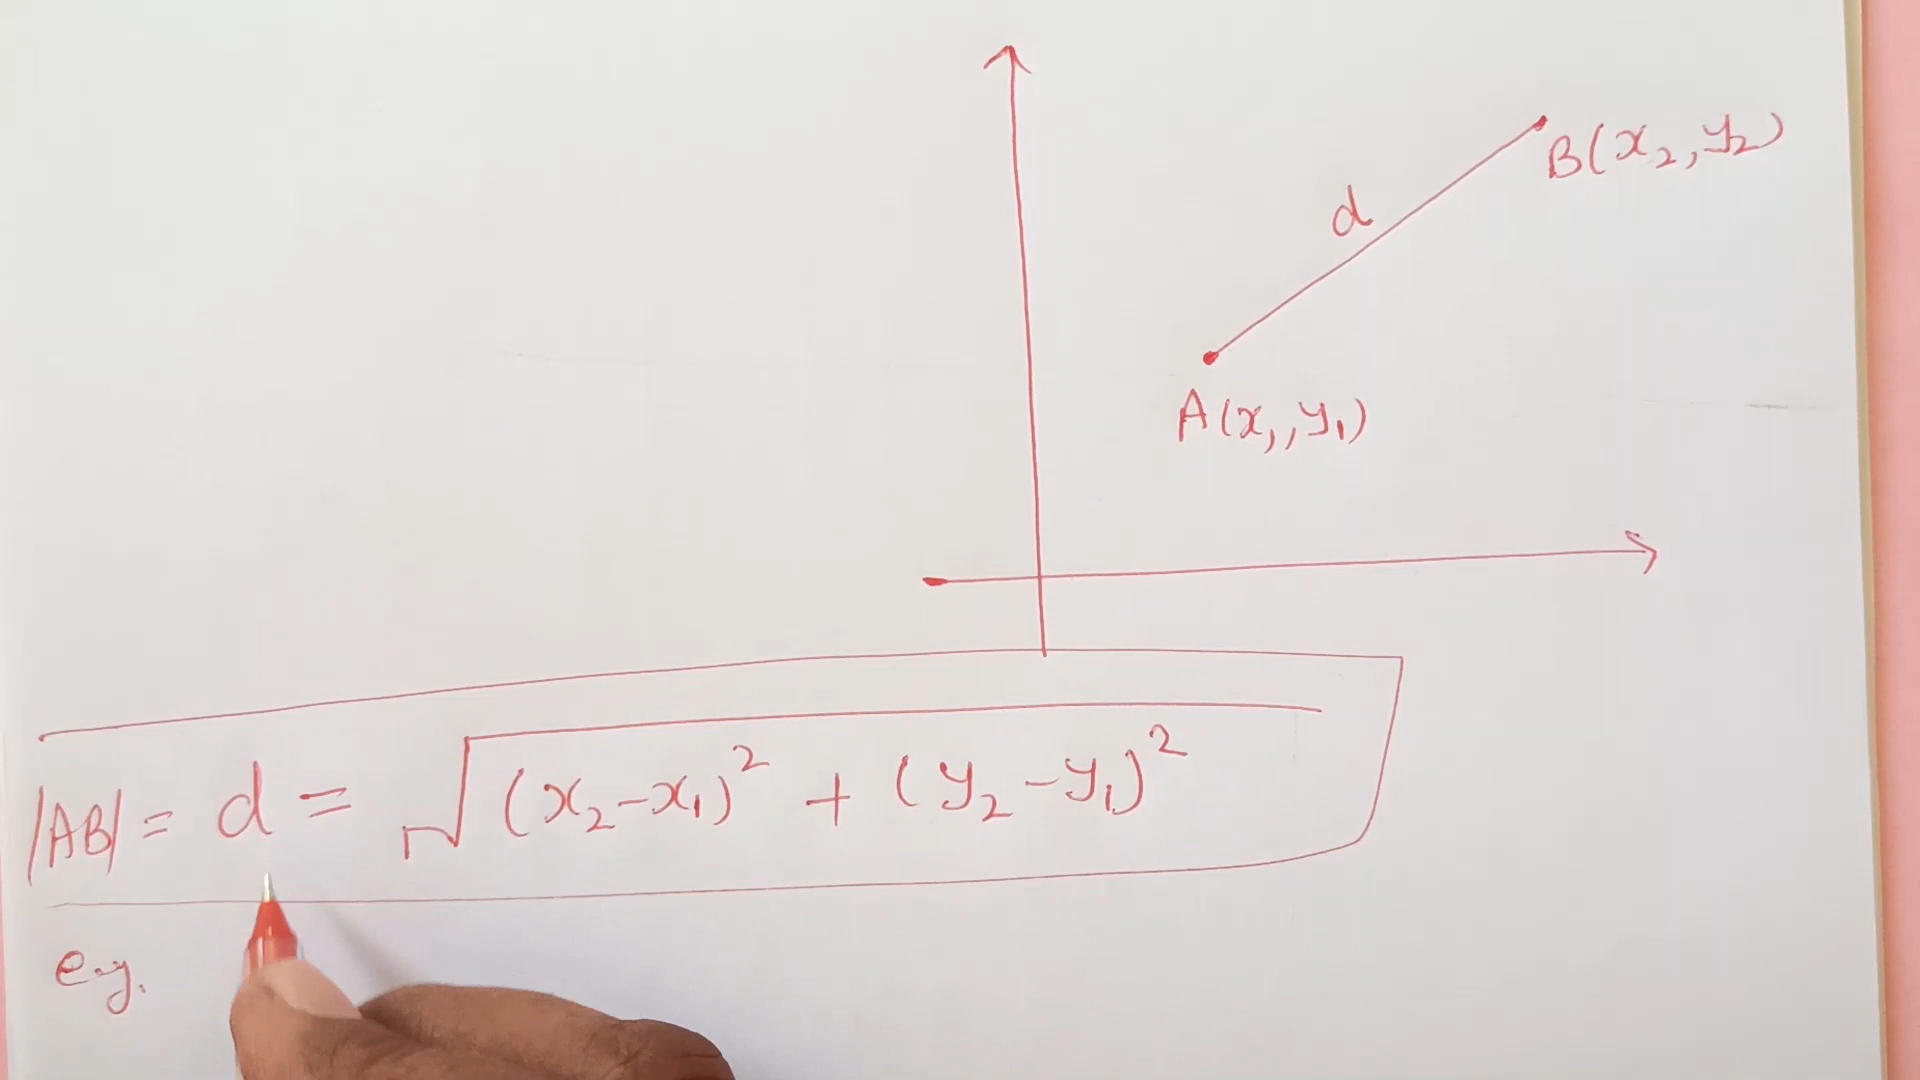 B(x₂,y₂)
d
A(x₁,y₁)
|AB| = d = √(x₂-x₁)² + (y₂-y₁)²
e.g.